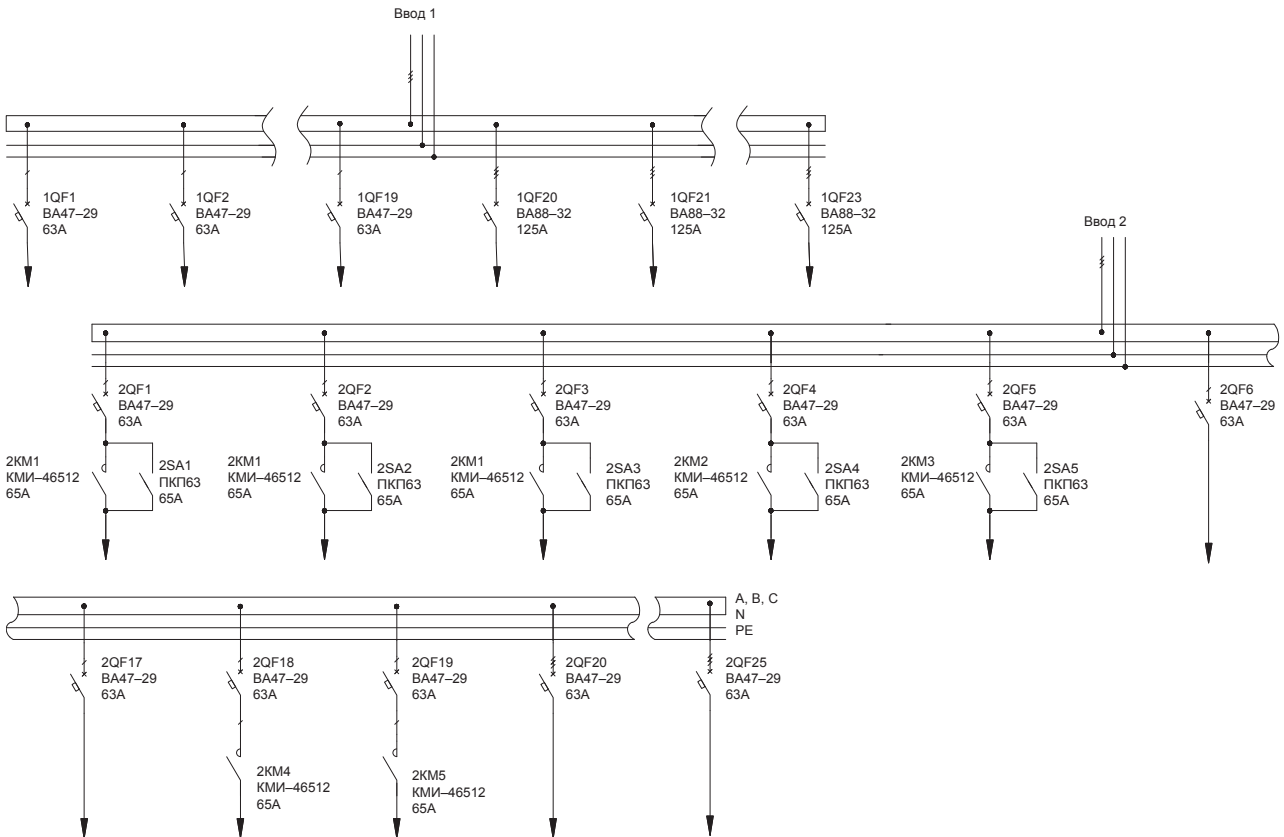 Ввод 1
1QF1
ВА47–29
63А
1QF2
ВА47–29
63А
1QF19
ВА47–29
63А
1QF20
ВА88–32
125А
1QF21
ВА88–32
125А
1QF23
ВА88–32
125А
Ввод 2
2QF1
ВА47–29
63А
2QF2
ВА47–29
63А
2QF3
ВА47–29
63А
2QF4
ВА47–29
63А
2QF5
ВА47–29
63А
2QF6
ВА47–29
63А
2КМ1
КМИ–46512
65А
2SA1
ПКП63
65А
2КМ1
КМИ–46512
65А
2SA2
ПКП63
65А
2КМ1
КМИ–46512
65А
2SA3
ПКП63
65А
2КМ2
КМИ–46512
65А
2SA4
ПКП63
65А
2КМ3
КМИ–46512
65А
2SA5
ПКП63
65А
A, B, C
N
PE
2QF17
ВА47–29
63А
2QF18
ВА47–29
63А
2QF19
ВА47–29
63А
2QF20
ВА47–29
63А
2QF25
ВА47–29
63А
2КМ4
КМИ–46512
65А
2КМ5
КМИ–46512
65А